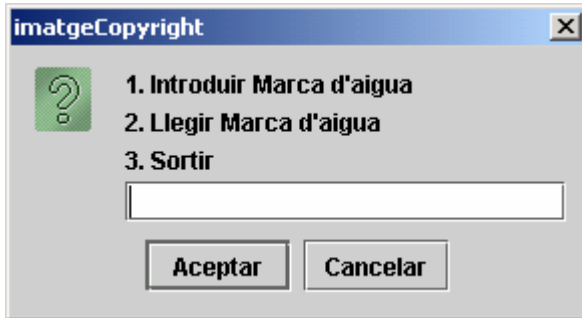 imatgeCopyright
1. Introduir Marca d'aigua
2. Llegir Marca d'aigua
3. Sortir
Aceptar Cancelar